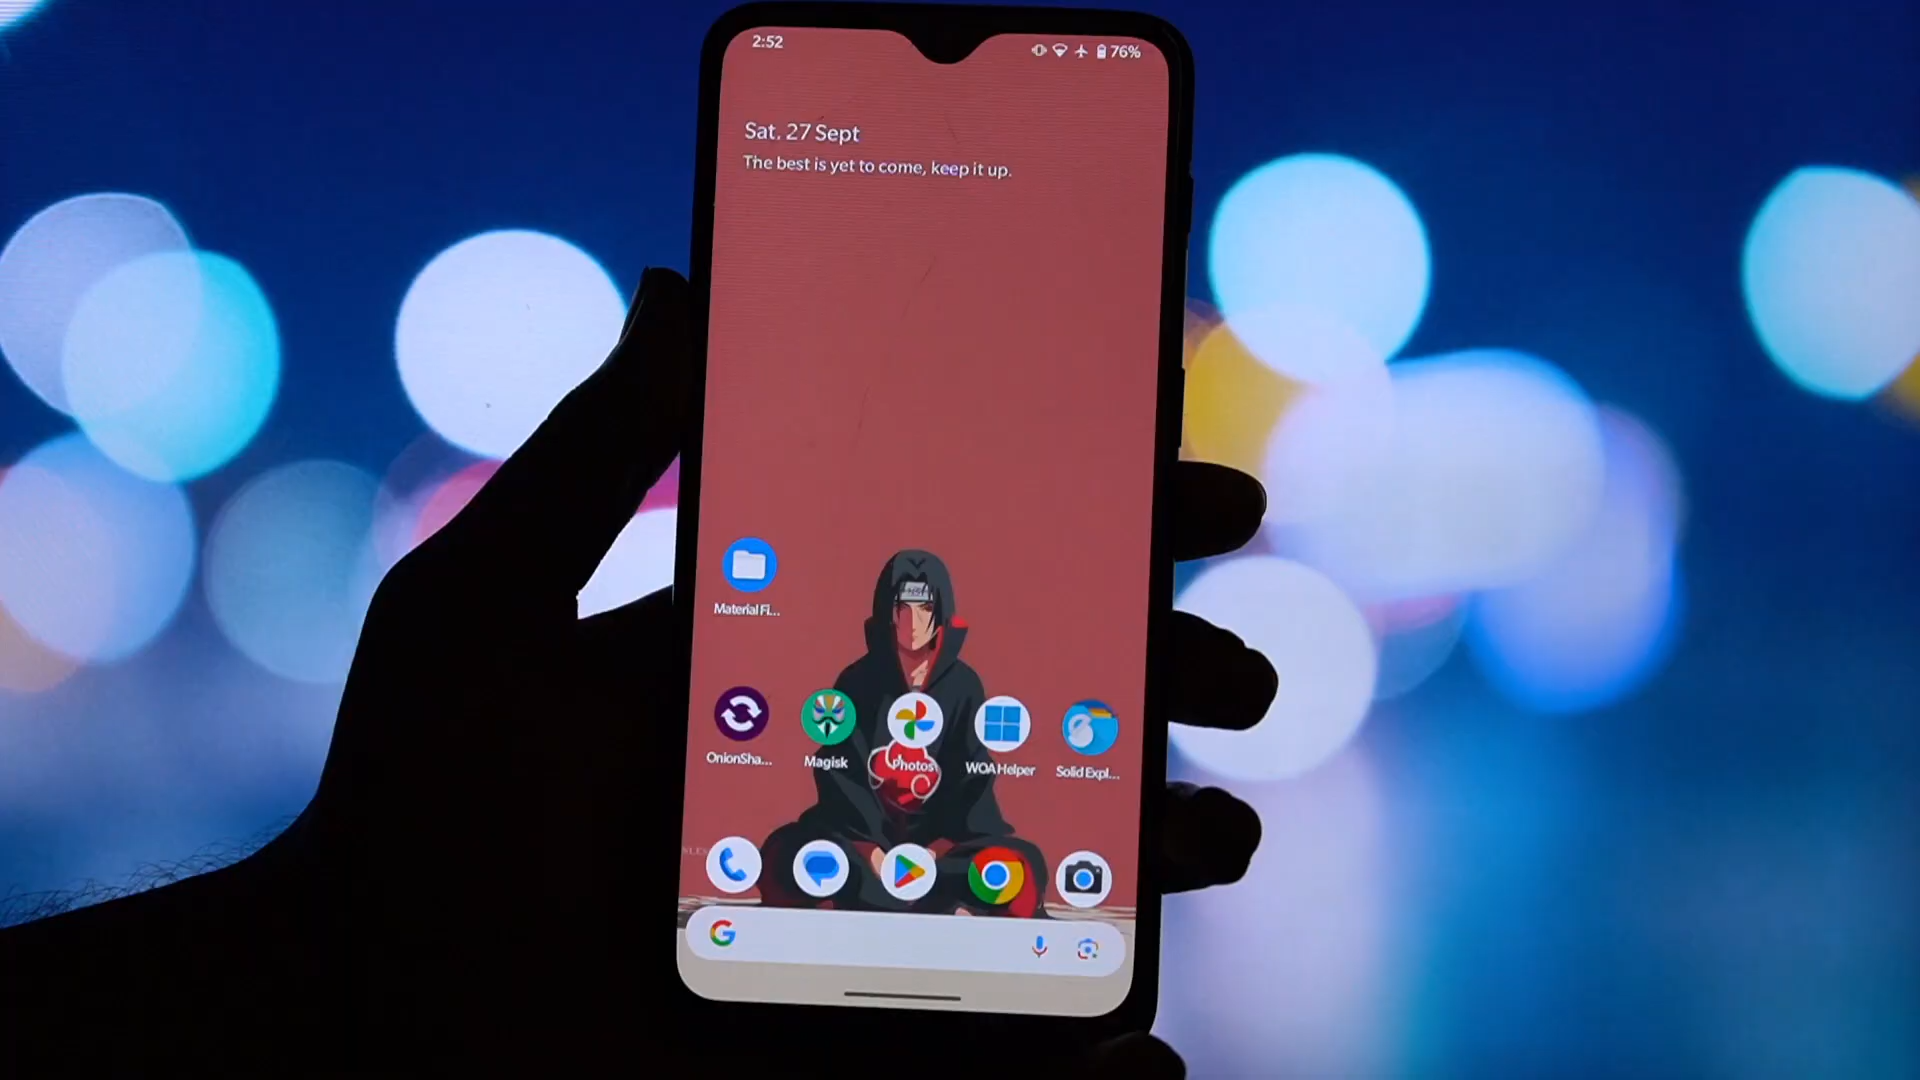 2:52
76%
Sat. 27 Sept
The best is yet to come, keep it up.
Material Fi...
OnionSha...
Magisk
Photos
WOA Helper
Solid Expl...